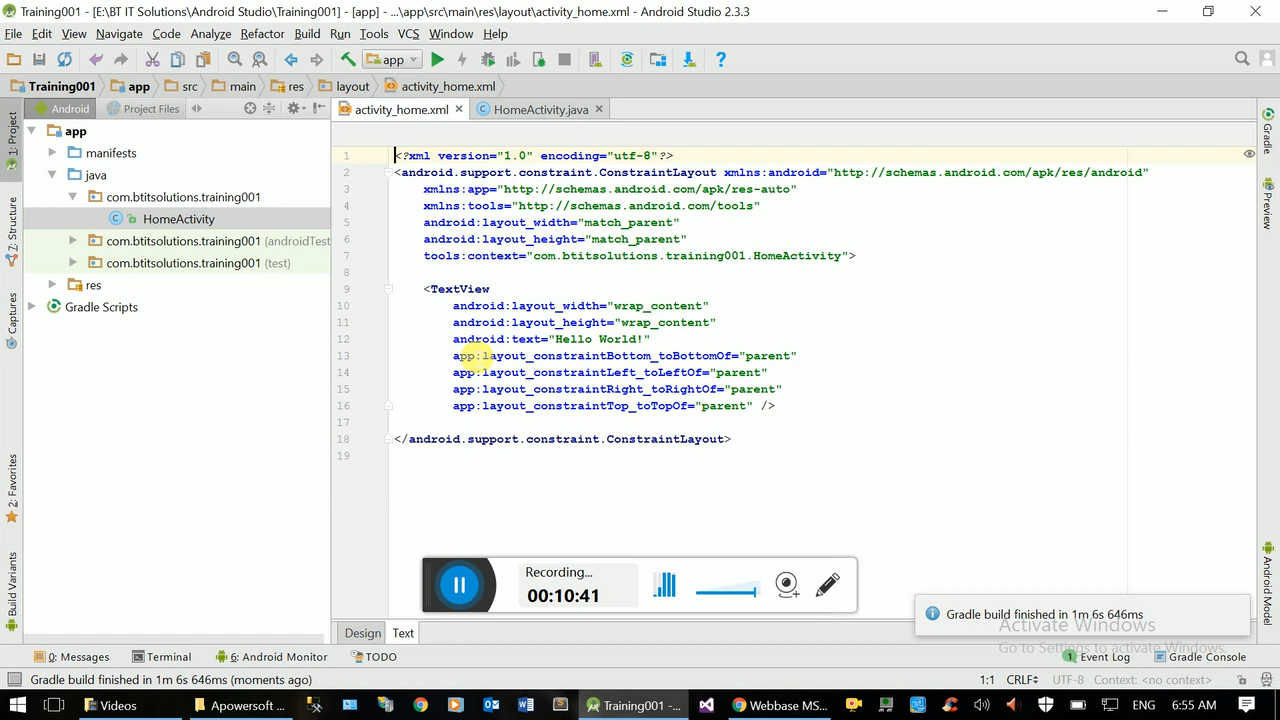 Training001 - [E:\BT IT Solutions\Android Studio\Training001] - [app] - ...\app\src\main\res\layout\activity_home.xml - Android Studio 2.3.3
File Edit View Navigate Code Analyze Refactor Build Run Tools VCS Window Help
app
Training001 app src main res layout activity_home.xml
Android Project Files activity_home.xml HomeActivity.java
1: Project
7: Structure
Captures
2: Favorites
Build Variants
app
manifests
java
com.btitsolutions.training001
HomeActivity
com.btitsolutions.training001 (androidTest
com.btitsolutions.training001 (test)
res
Gradle Scripts
1 <?xml version="1.0" encoding="utf-8"?>
2 <android.support.constraint.ConstraintLayout xmlns:android="http://schemas.android.com/apk/res/android"
3 xmlns:app="http://schemas.android.com/apk/res-auto"
4 xmlns:tools="http://schemas.android.com/tools"
5 android:layout_width="match_parent"
6 android:layout_height="match_parent"
7 tools:context="com.btitsolutions.training001.HomeActivity">
8
9 <TextView
10 android:layout_width="wrap_content"
11 android:layout_height="wrap_content"
12 android:text="Hello World!"
13 app:layout_constraintBottom_toBottomOf="parent"
14 app:layout_constraintLeft_toLeftOf="parent"
15 app:layout_constraintRight_toRightOf="parent"
16 app:layout_constraintTop_toTopOf="parent" />
17
18 </android.support.constraint.ConstraintLayout>
19
Gradle
Preview
Android Model
Recording...
00:10:41
Gradle build finished in 1m 6s 646ms
Activate Windows
Go to Settings to activate Windows.
Design Text
0: Messages Terminal 6: Android Monitor TODO 1 Event Log Gradle Console
Gradle build finished in 1m 6s 646ms (moments ago) 1:1 CRLF UTF-8 Context: <no context>
Videos Apowersoft ... Training001 -... Webbase MS... ENG 6:55 AM